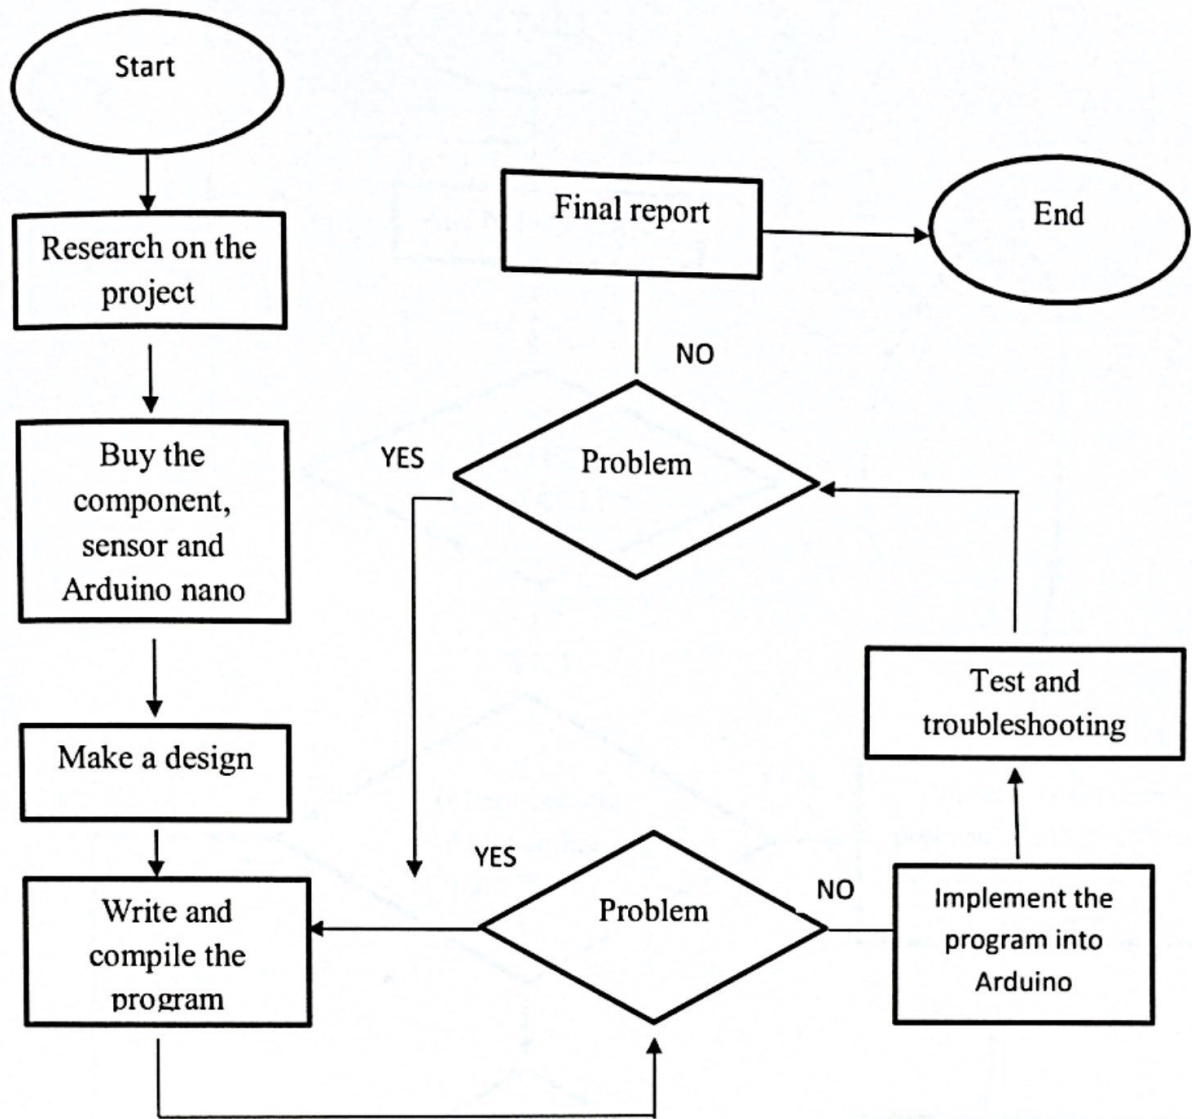 Start
Research on the
project
Buy the
component,
sensor and
Arduino nano
Make a design
Write and
compile the
program
Problem
YES
NO
Implement the
program into
Arduino
Test and
troubleshooting
Problem
YES
NO
Final report
End